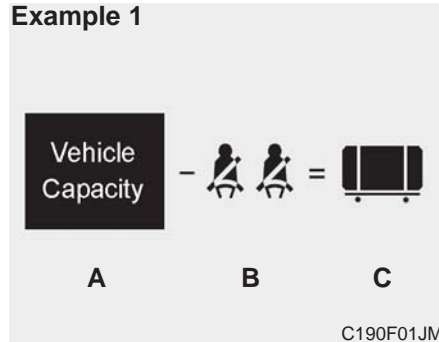 Example 1
Vehicle
Capacity
- =
A B C
C190F01JM